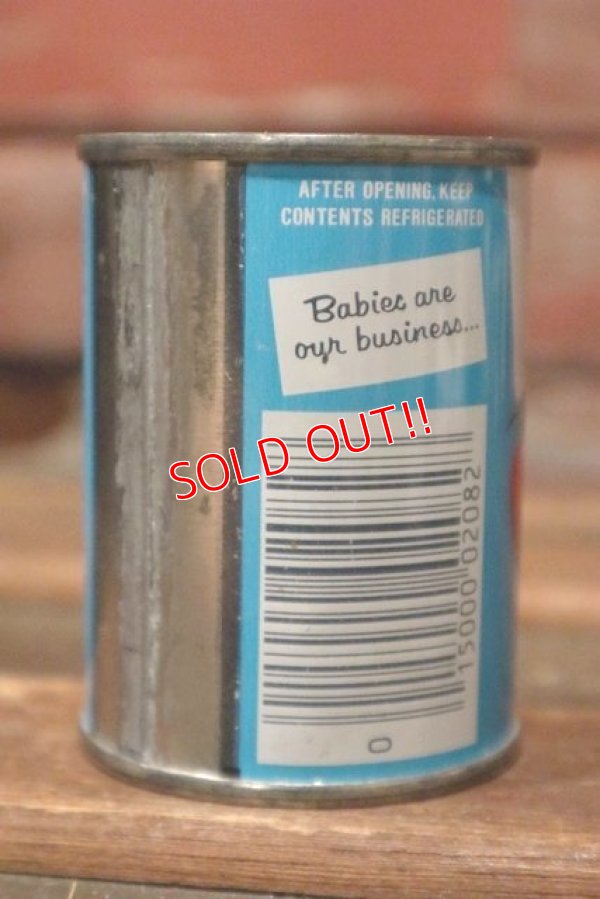 AFTER OPENING, KEEP
CONTENTS REFRIGERATED
Babies are
our business...
SOLD OUT!!
15000 02082
0